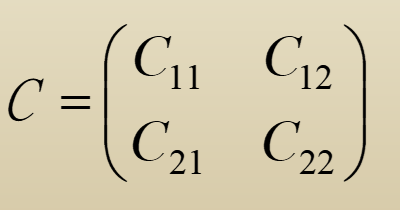 C = ( C₁₁ C₁₂
C₂₁ C₂₂ )